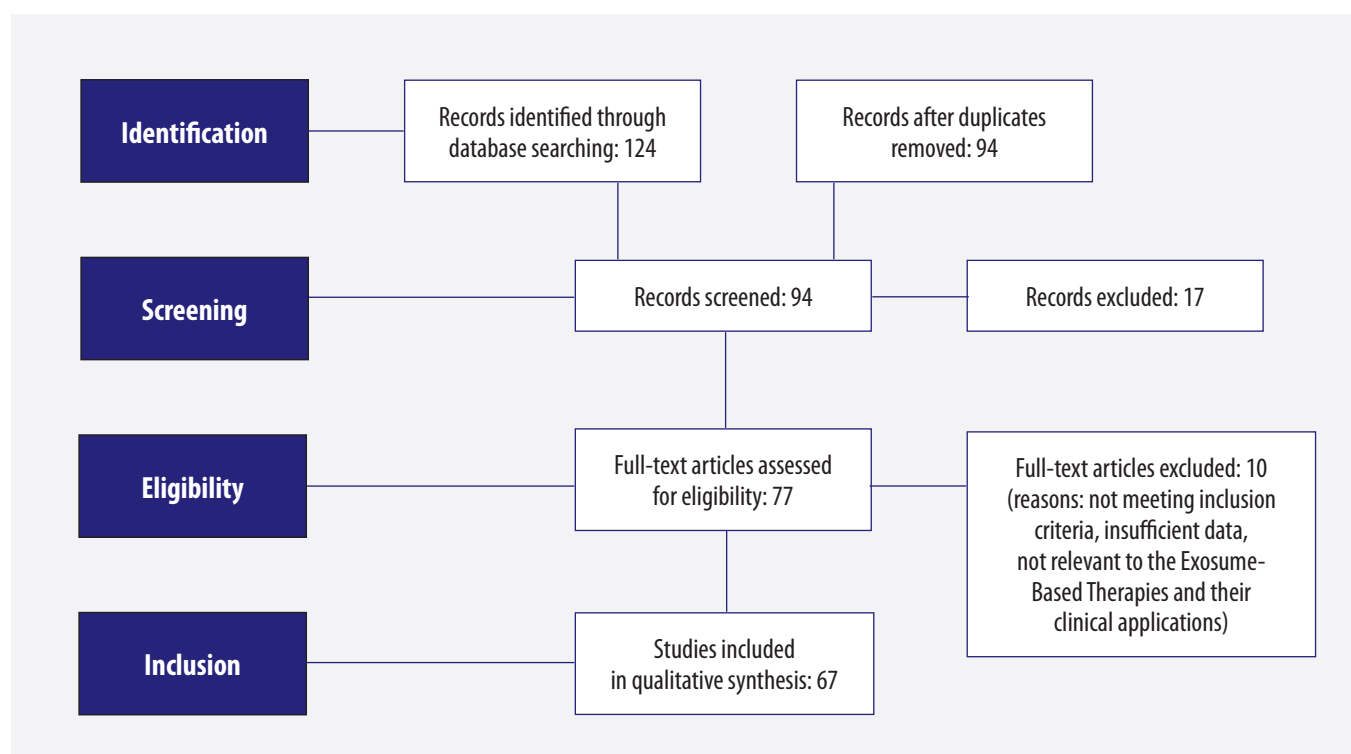 Identification
Records identified through
database searching: 124
Records after duplicates
removed: 94
Screening
Records screened: 94
Records excluded: 17
Eligibility
Full-text articles assessed
for eligibility: 77
Full-text articles excluded: 10
(reasons: not meeting inclusion
criteria, insufficient data,
not relevant to the Exosume-
Based Therapies and their
clinical applications)
Inclusion
Studies included
in qualitative synthesis: 67